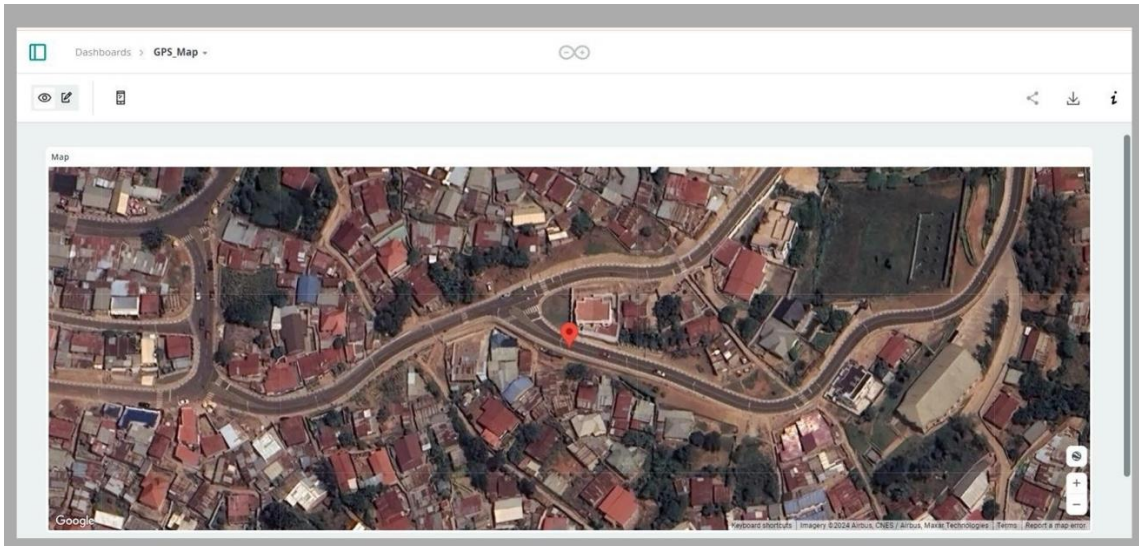 Dashboards > GPS_Map
Map
Google
Keyboard shortcuts | Imagery ©2024 Airbus, CNES / Airbus, Maxar Technologies | Terms | Report a map error